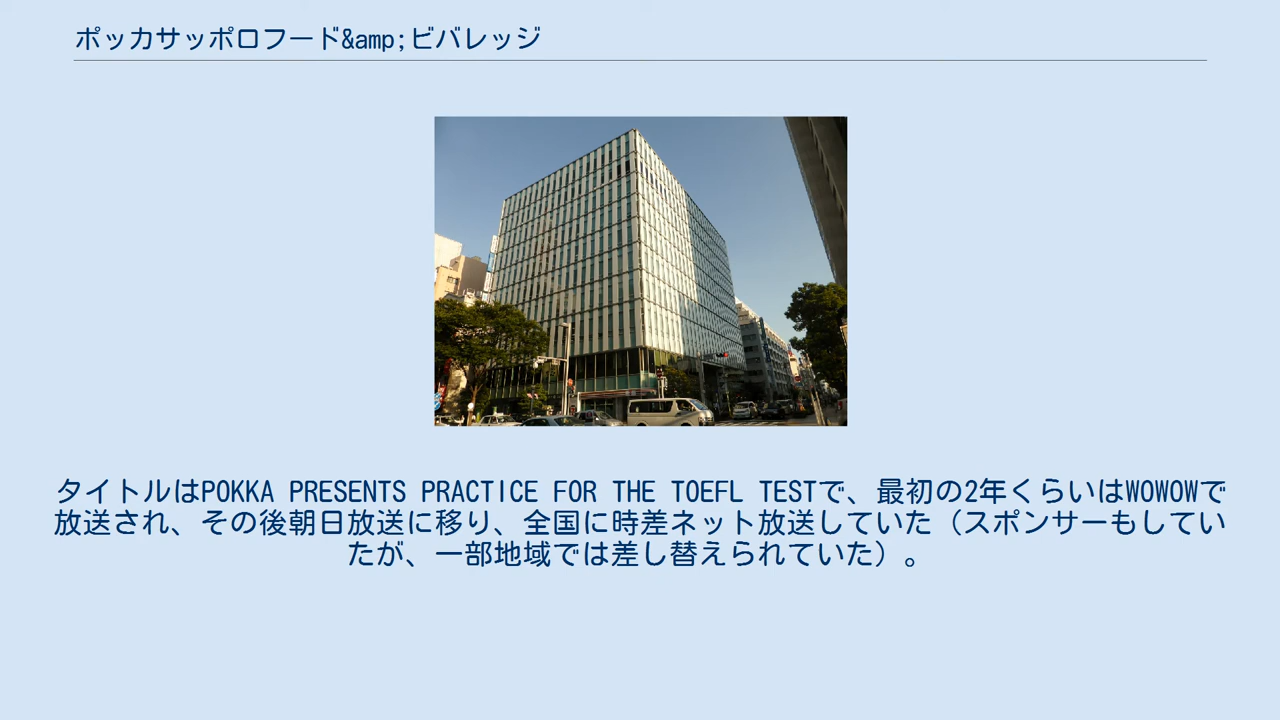 ポッカサッポロフード&amp;ビバレッジ
タイトルはPOKKA PRESENTS PRACTICE FOR THE TOEFL TESTで、最初の2年くらいはWOWOWで
放送され、その後朝日放送に移り、全国に時差ネット放送していた（スポンサーもしてい
たが、一部地域では差し替えられていた）。